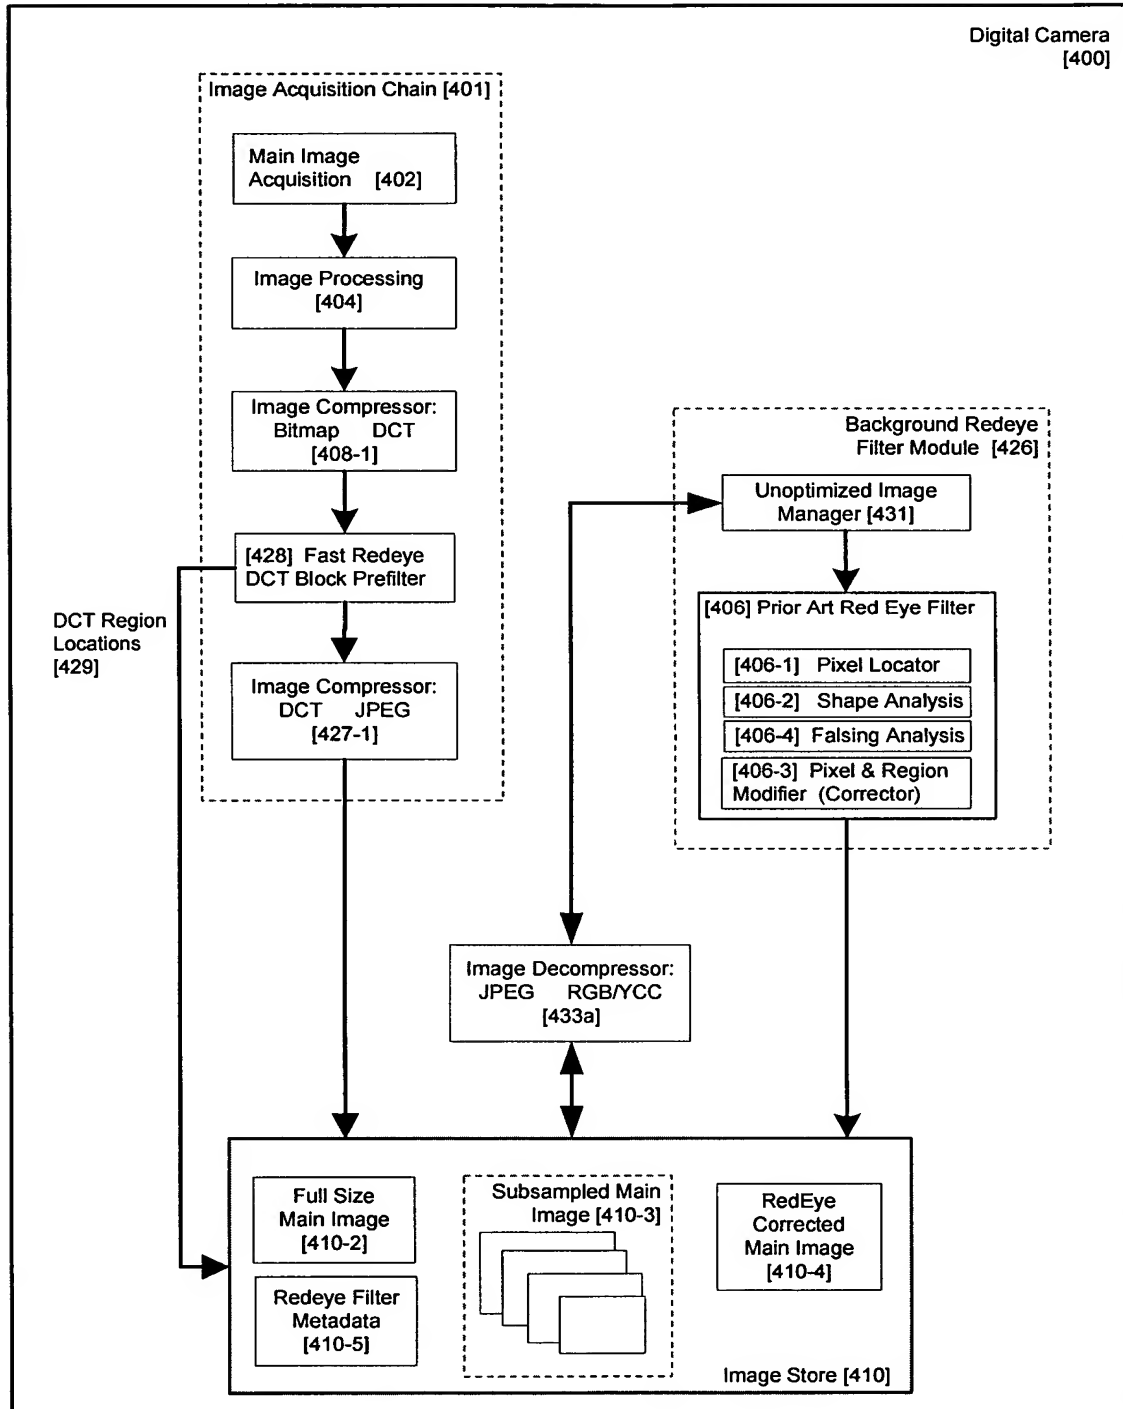 Digital Camera
[400]
Image Acquisition Chain [401]
Main Image
Acquisition [402]
Image Processing
[404]
Image Compressor:
Bitmap DCT
[408-1]
[428] Fast Redeye
DCT Block Prefilter
DCT Region
Locations
[429]
Image Compressor:
DCT JPEG
[427-1]
Background Redeye
Filter Module [426]
Unoptimized Image
Manager [431]
[406] Prior Art Red Eye Filter
[406-1] Pixel Locator
[406-2] Shape Analysis
[406-4] Falsing Analysis
[406-3] Pixel & Region
Modifier (Corrector)
Image Decompressor:
JPEG RGB/YCC
[433a]
Full Size
Main Image
[410-2]
Redeye Filter
Metadata
[410-5]
Subsampled Main
Image [410-3]
RedEye
Corrected
Main Image
[410-4]
Image Store [410]